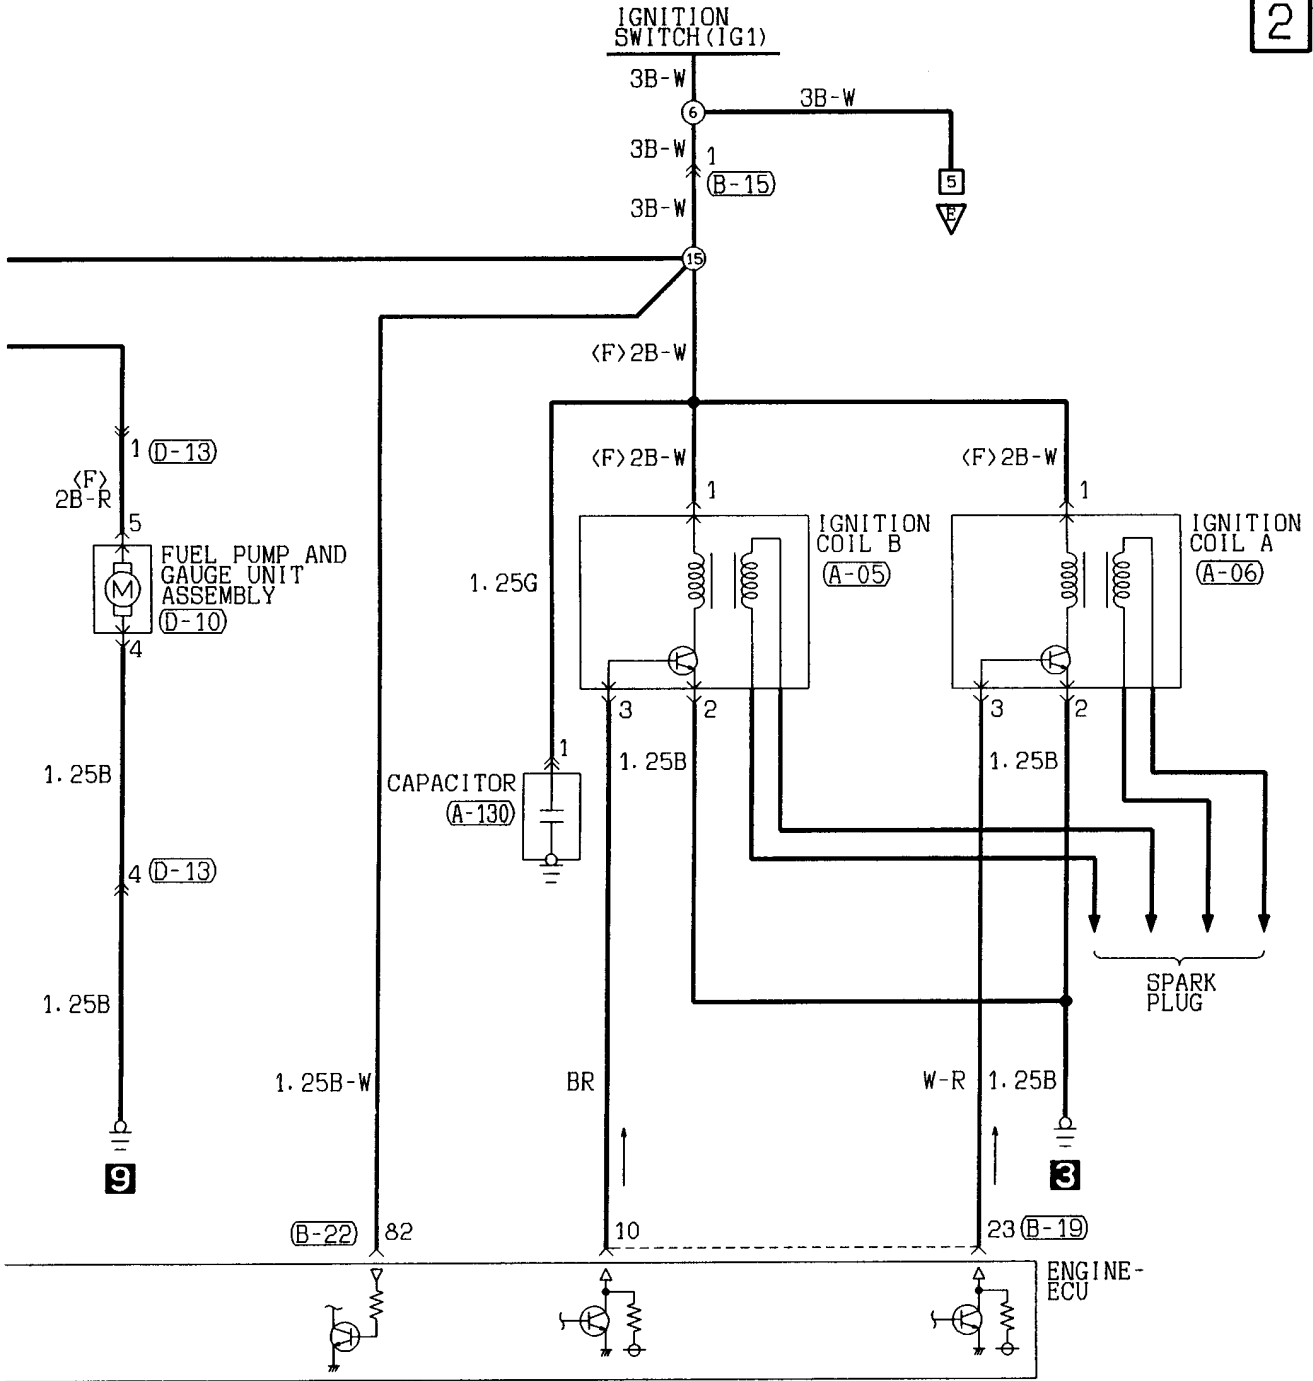 IGNITION
SWITCH(IG1)
2
3B-W
6
3B-W
3B-W
1
(B-15)
5
E
3B-W
15
<F>2B-W
1
(D-13)
<F>
2B-R
5
FUEL PUMP AND
GAUGE UNIT
ASSEMBLY
(D-10)
M
4
<F>2B-W
1
IGNITION
COIL B
(A-05)
<F>2B-W
1
IGNITION
COIL A
(A-06)
1.25G
3
2
3
2
1.25B
1.25B
1.25B
1
CAPACITOR
(A-130)
4
(D-13)
SPARK
PLUG
1.25B
1.25B-W
BR
W-R
1.25B
9
3
(B-22)
82
10
23
(B-19)
ENGINE-
ECU